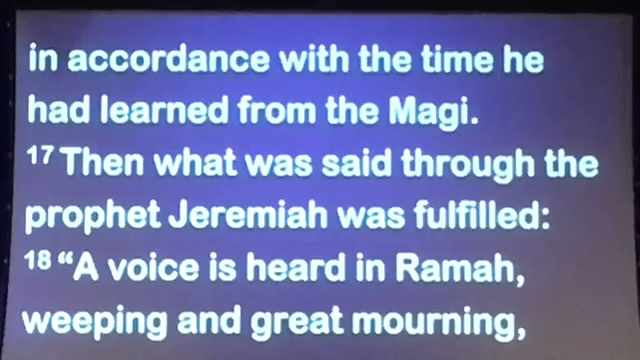 in accordance with the time he
had learned from the Magi.
17 Then what was said through the
prophet Jeremiah was fulfilled:
18 “A voice is heard in Ramah,
weeping and great mourning,